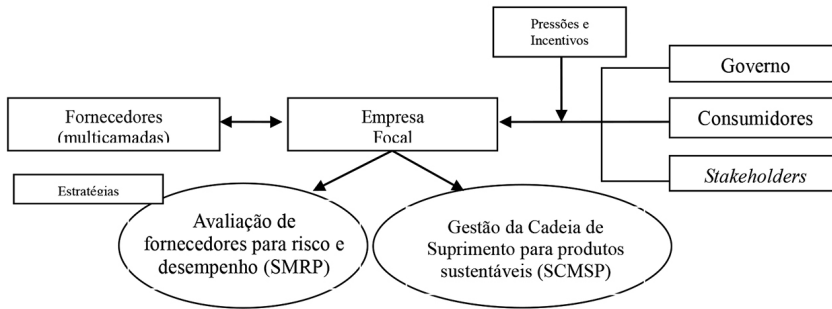 Pressões e
Incentivos
Governo
Fornecedores
(multicamadas)
Empresa
Focal
Consumidores
Stakeholders
Estratégias
Avaliação de
fornecedores para risco e
desempenho (SMRP)
Gestão da Cadeia de
Suprimento para produtos
sustentáveis (SCMSP)